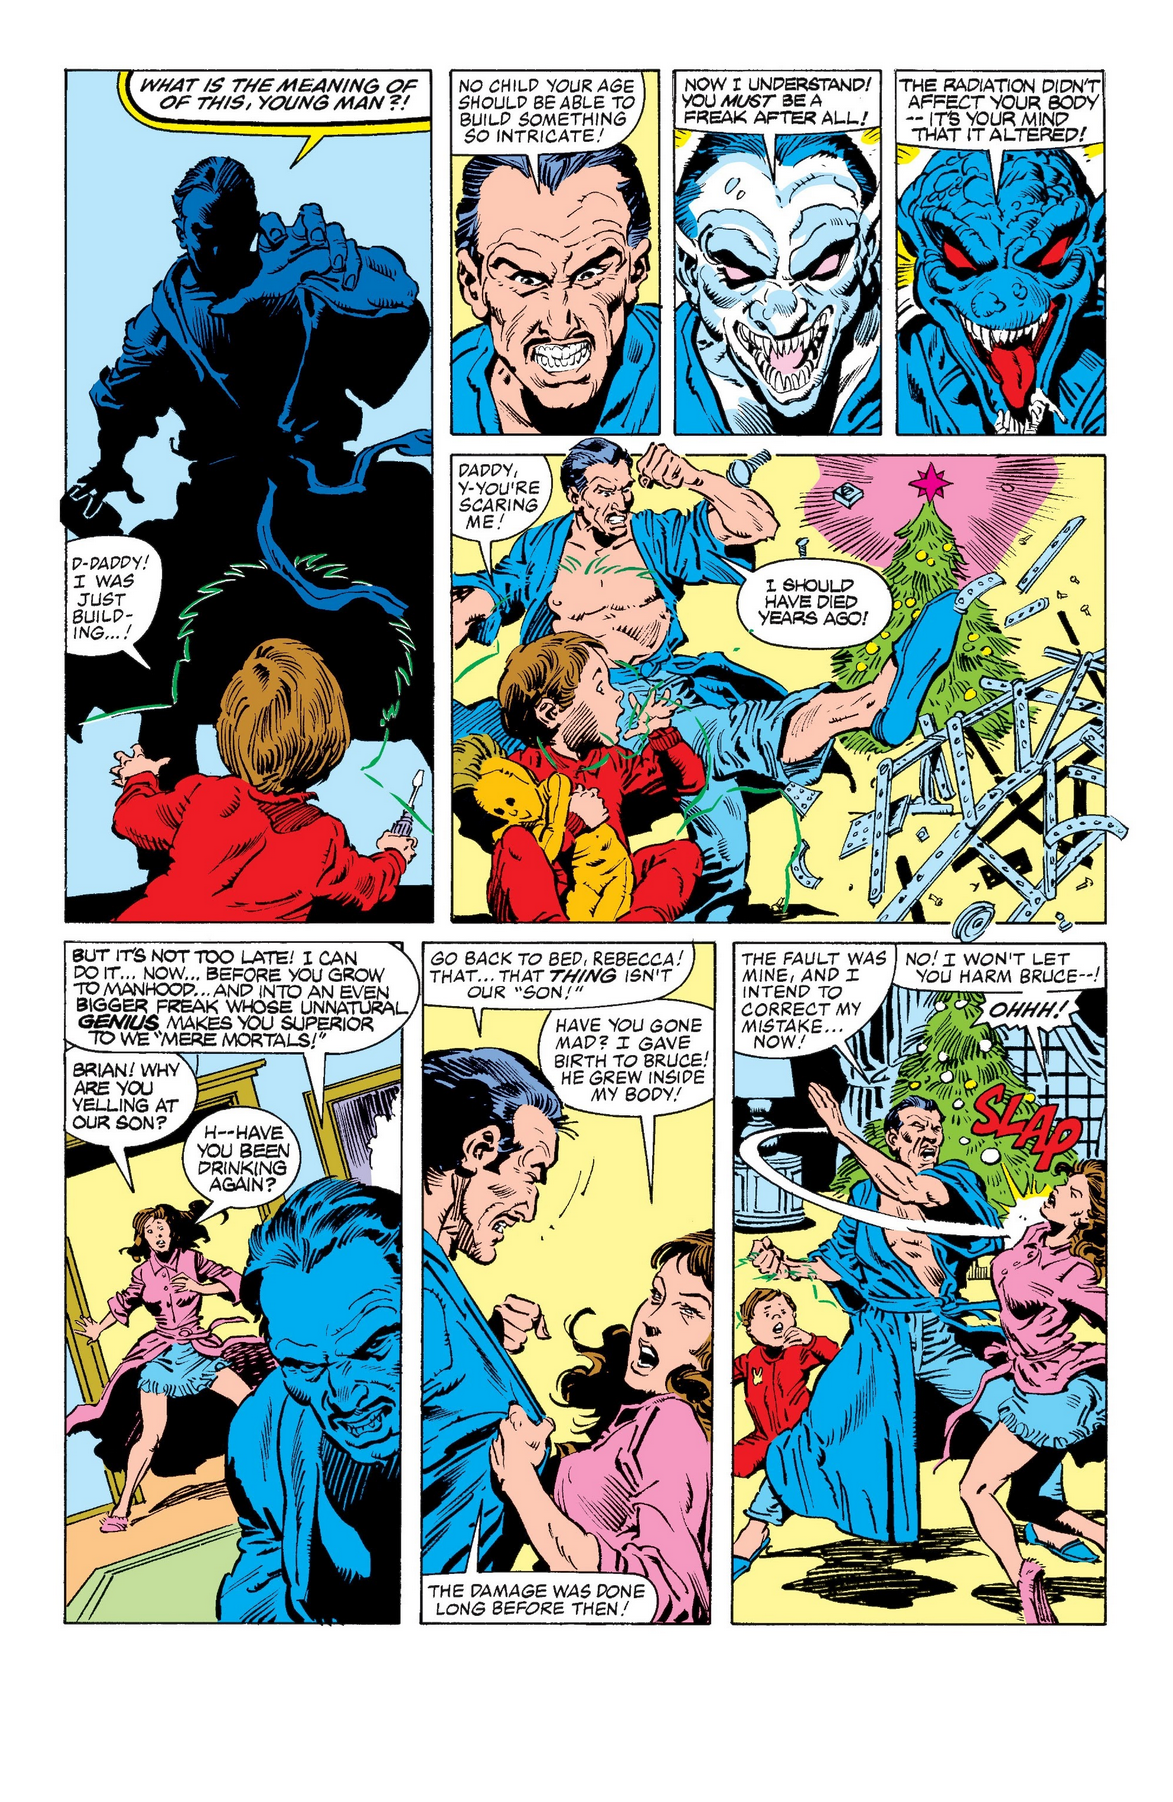 WHAT IS THE MEANING OF
OF THIS, YOUNG MAN?!
D-DADDY!
I WAS
JUST
BUILD-
ING...!
NO CHILD YOUR AGE
SHOULD BE ABLE TO
BUILD SOMETHING
SO INTRICATE!
NOW I UNDERSTAND!
YOU MUST BE A
FREAK AFTER ALL!
THE RADIATION DIDN'T
AFFECT YOUR BODY
-- IT'S YOUR MIND
THAT IT ALTERED!
DADDY,
Y-YOU'RE
SCARING
ME!
I SHOULD
HAVE DIED
YEARS AGO!
BUT IT'S NOT TOO LATE! I CAN
DO IT... NOW... BEFORE YOU GROW
TO MANHOOD... AND INTO AN EVEN
BIGGER FREAK WHOSE UNNATURAL
GENIUS MAKES YOU SUPERIOR
TO WE "MERE MORTALS!"
BRIAN! WHY
ARE YOU
YELLING AT
OUR SON?
H--HAVE
YOU BEEN
DRINKING
AGAIN?
GO BACK TO BED, REBECCA!
THAT... THAT THING ISN'T
OUR "SON!"
HAVE YOU GONE
MAD? I GAVE
BIRTH TO BRUCE!
HE GREW INSIDE
MY BODY!
THE DAMAGE WAS DONE
LONG BEFORE THEN!
THE FAULT WAS
MINE, AND I
INTEND TO
CORRECT MY
MISTAKE...
NOW!
NO! I WON'T LET
YOU HARM BRUCE--!
OHHH!
SLAP